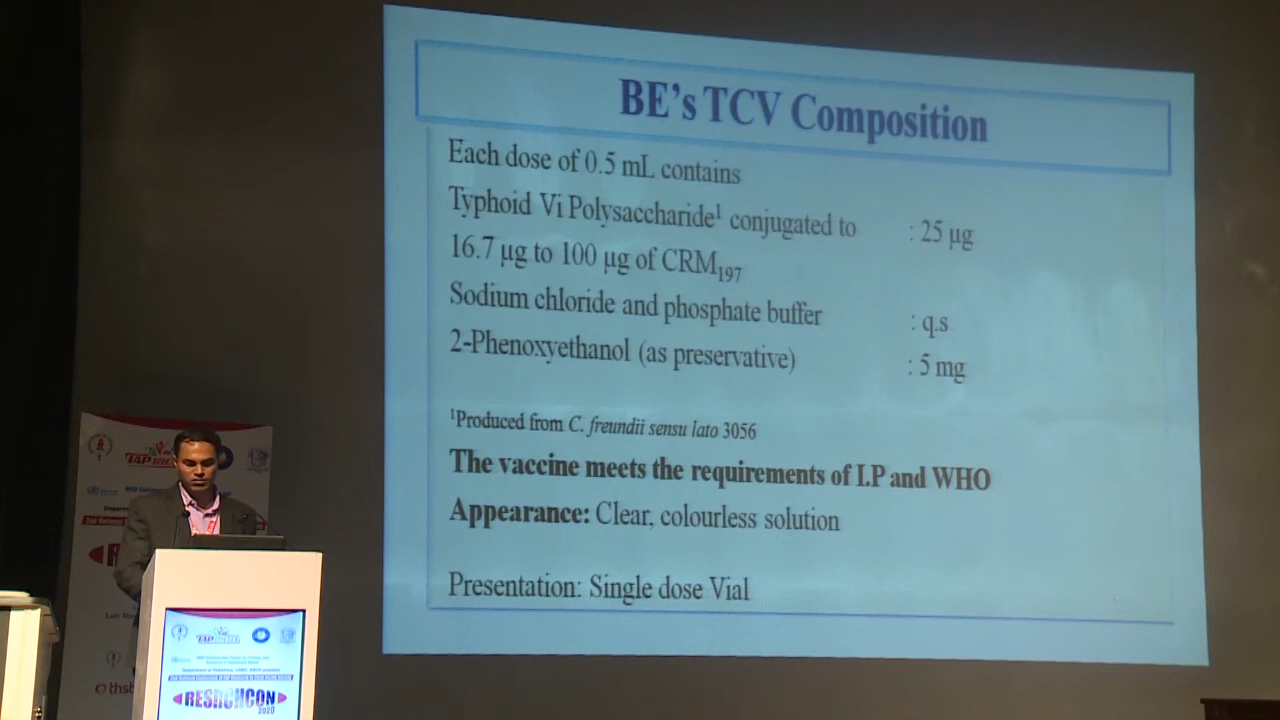 BE's TCV Composition
Each dose of 0.5 mL contains
Typhoid Vi Polysaccharide¹ conjugated to : 25 µg
16.7 µg to 100 µg of CRM₁₉₇
Sodium chloride and phosphate buffer : q.s
2-Phenoxyethanol (as preservative) : 5 mg
¹Produced from C. freundii sensu lato 3056
The vaccine meets the requirements of I.P and WHO
Appearance: Clear, colourless solution
Presentation: Single dose Vial
RESRCHCON
2020